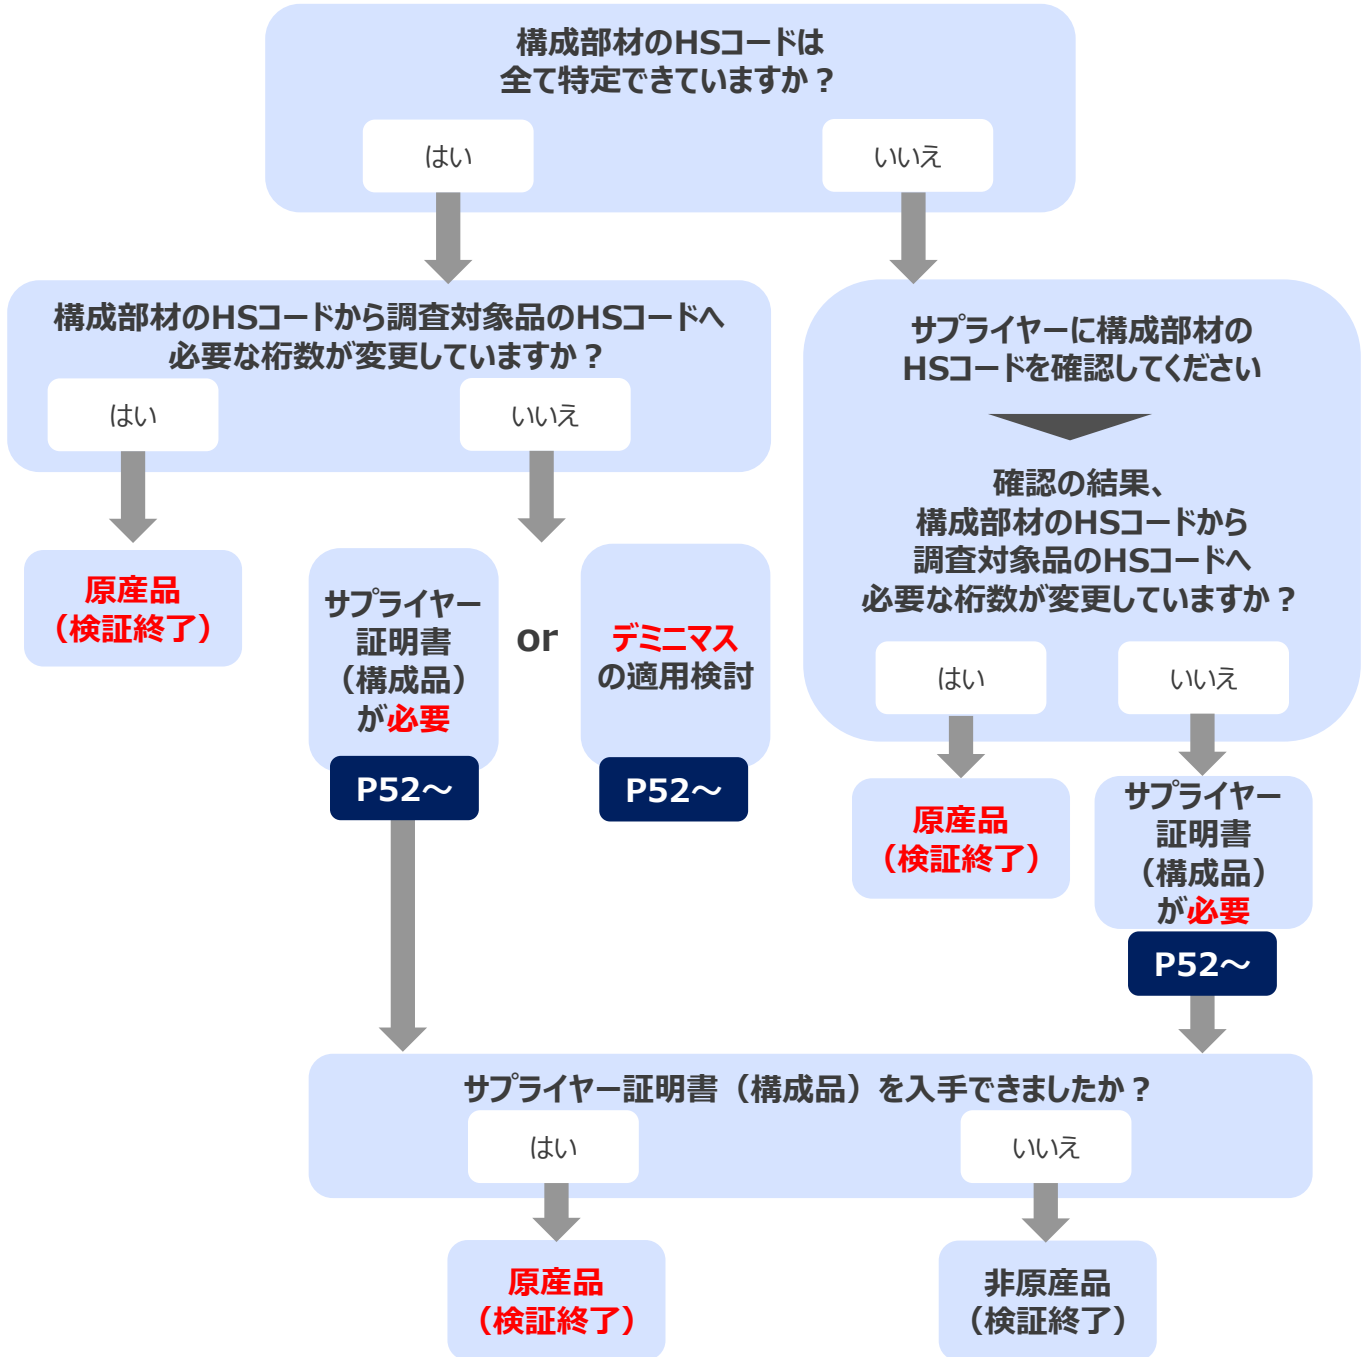 構成部材のHSコードは
全て特定できていますか？
はい
いいえ
構成部材のHSコードから調査対象品のHSコードへ
必要な桁数が変更していますか？
はい
いいえ
サプライヤーに構成部材の
HSコードを確認してください
確認の結果、
構成部材のHSコードから
調査対象品のHSコードへ
必要な桁数が変更していますか？
はい
いいえ
原産品
（検証終了）
サプライヤー
証明書
（構成品）
が必要
P52～
or
デミニマス
の適用検討
P52～
原産品
（検証終了）
サプライヤー
証明書
（構成品）
が必要
P52～
サプライヤー証明書（構成品）を入手できましたか？
はい
いいえ
原産品
（検証終了）
非原産品
（検証終了）